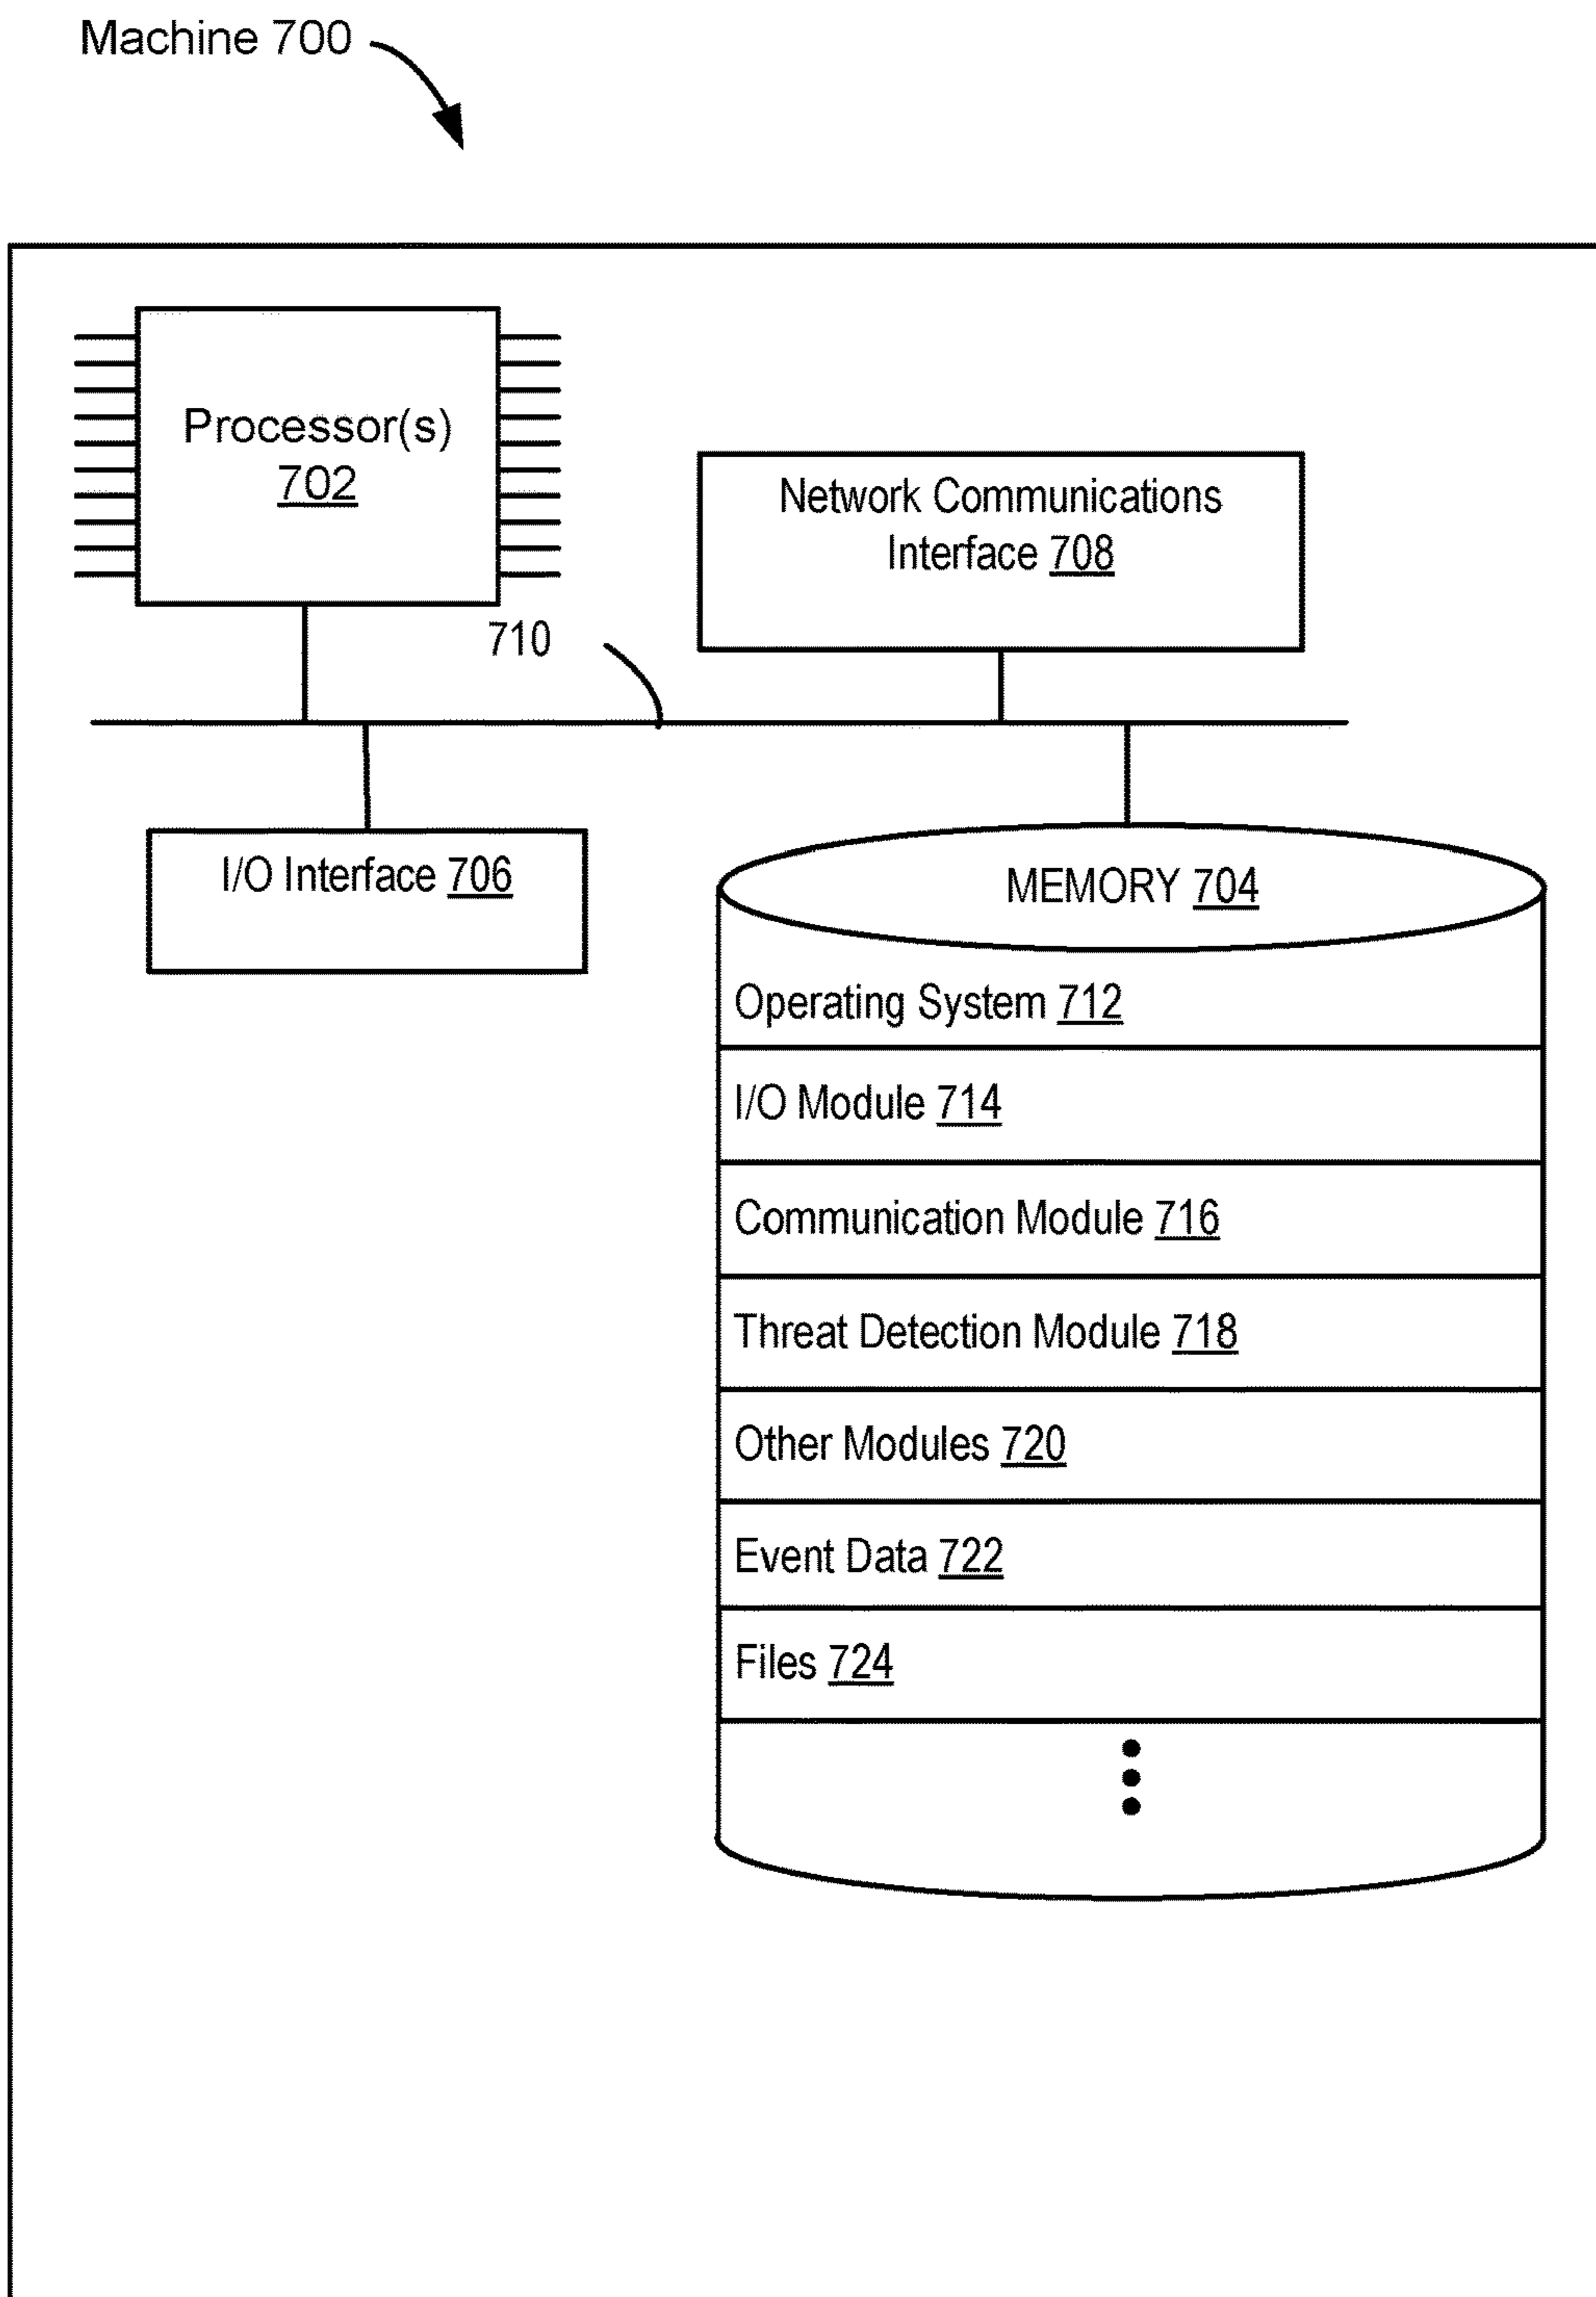 Machine 700
Processor(s)
702
Network Communications
Interface 708
710
I/O Interface 706
MEMORY 704
Operating System 712
I/O Module 714
Communication Module 716
Threat Detection Module 718
Other Modules 720
Event Data 722
Files 724